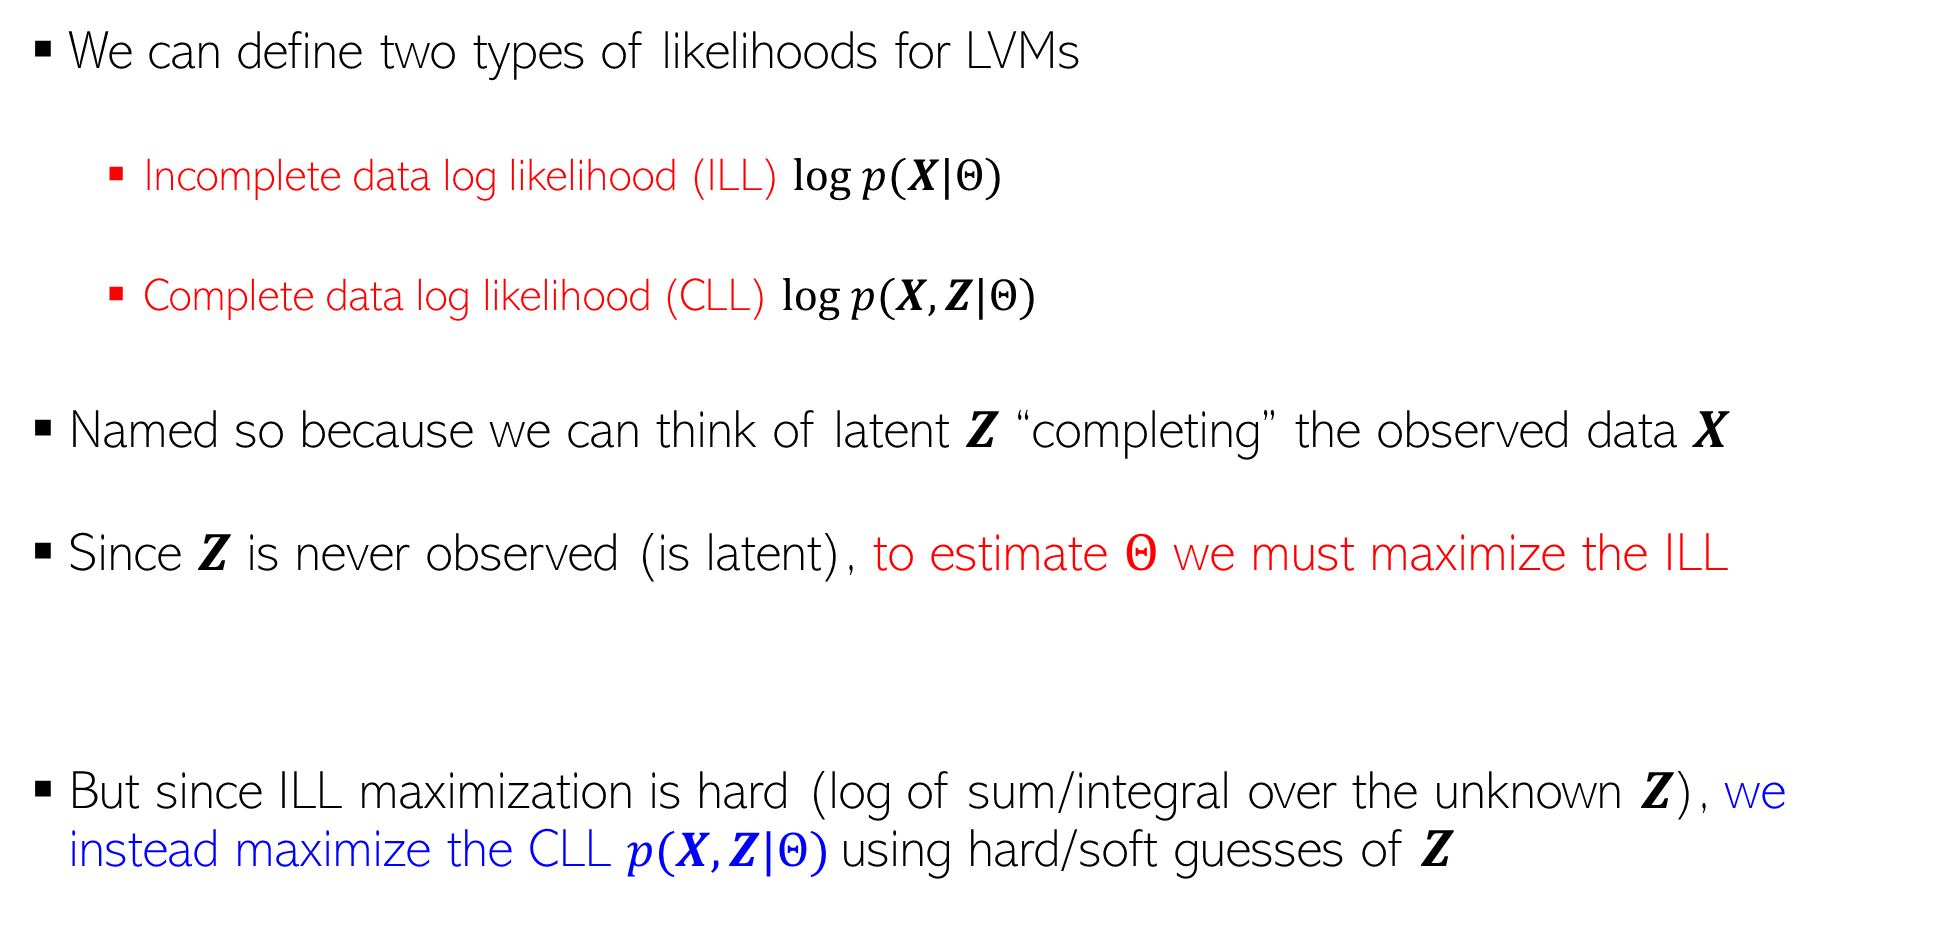 ▪ We can define two types of likelihoods for LVMs
▪ Incomplete data log likelihood (ILL) log p(X|Θ)
▪ Complete data log likelihood (CLL) log p(X, Z|Θ)
▪ Named so because we can think of latent Z “completing” the observed data X
▪ Since Z is never observed (is latent), to estimate Θ we must maximize the ILL
▪ But since ILL maximization is hard (log of sum/integral over the unknown Z), we
instead maximize the CLL p(X, Z|Θ) using hard/soft guesses of Z